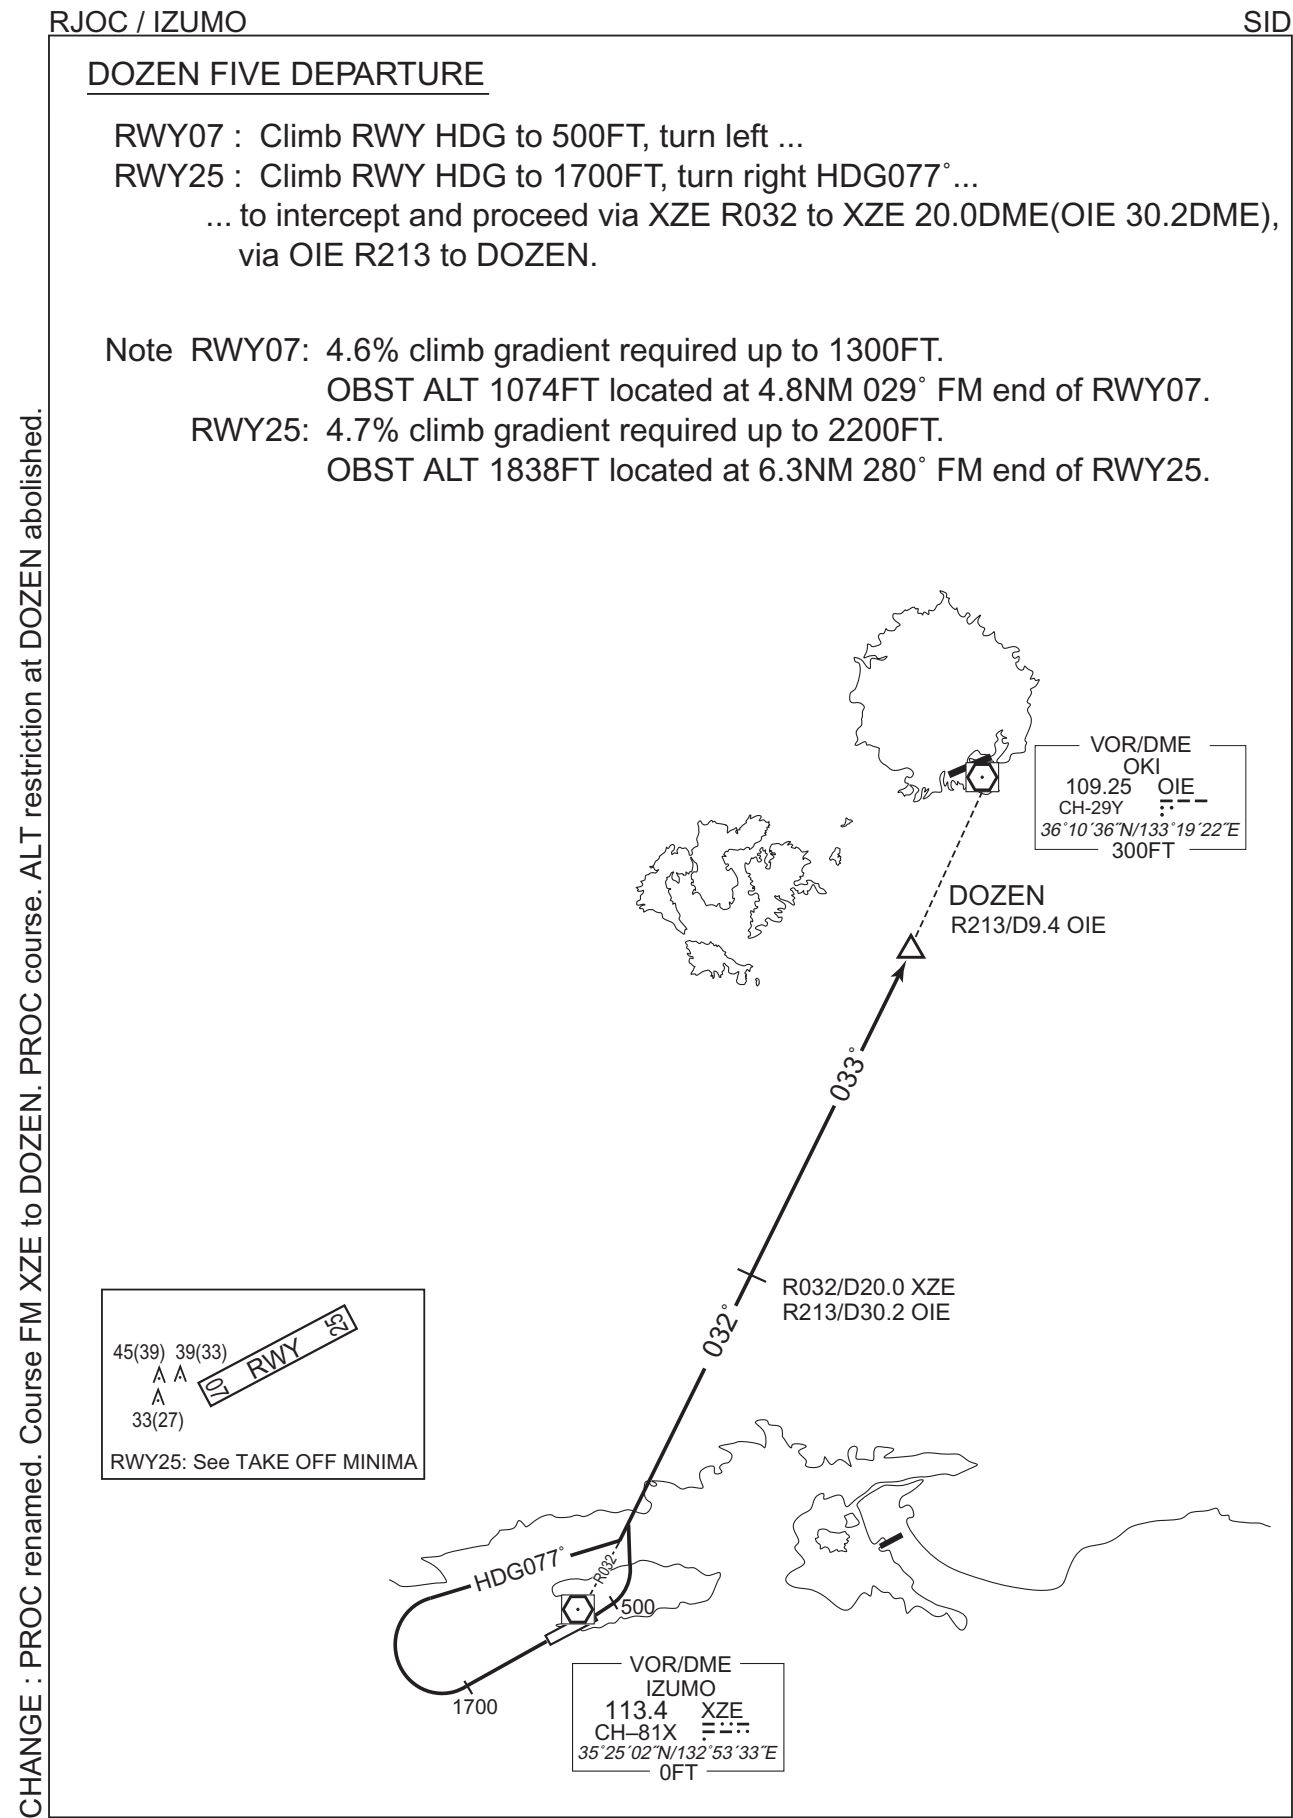 RJOC / IZUMO
SID
DOZEN FIVE DEPARTURE
RWY07 : Climb RWY HDG to 500FT, turn left ...
RWY25 : Climb RWY HDG to 1700FT, turn right HDG077°...
... to intercept and proceed via XZE R032 to XZE 20.0DME(OIE 30.2DME),
via OIE R213 to DOZEN.
Note RWY07: 4.6% climb gradient required up to 1300FT.
OBST ALT 1074FT located at 4.8NM 029° FM end of RWY07.
RWY25: 4.7% climb gradient required up to 2200FT.
OBST ALT 1838FT located at 6.3NM 280° FM end of RWY25.
CHANGE : PROC renamed. Course FM XZE to DOZEN. PROC course. ALT restriction at DOZEN abolished.
VOR/DME
OKI
109.25 OIE
CH-29Y
36°10´36˝N/133°19´22˝E
300FT
DOZEN
R213/D9.4 OIE
033°
R032/D20.0 XZE
R213/D30.2 OIE
032°
45(39) 39(33)
33(27)
07 RWY 25
RWY25: See TAKE OFF MINIMA
HDG077°
R032
500
1700
VOR/DME
IZUMO
113.4 XZE
CH–81X
35°25´02˝N/132°53´33˝E
0FT